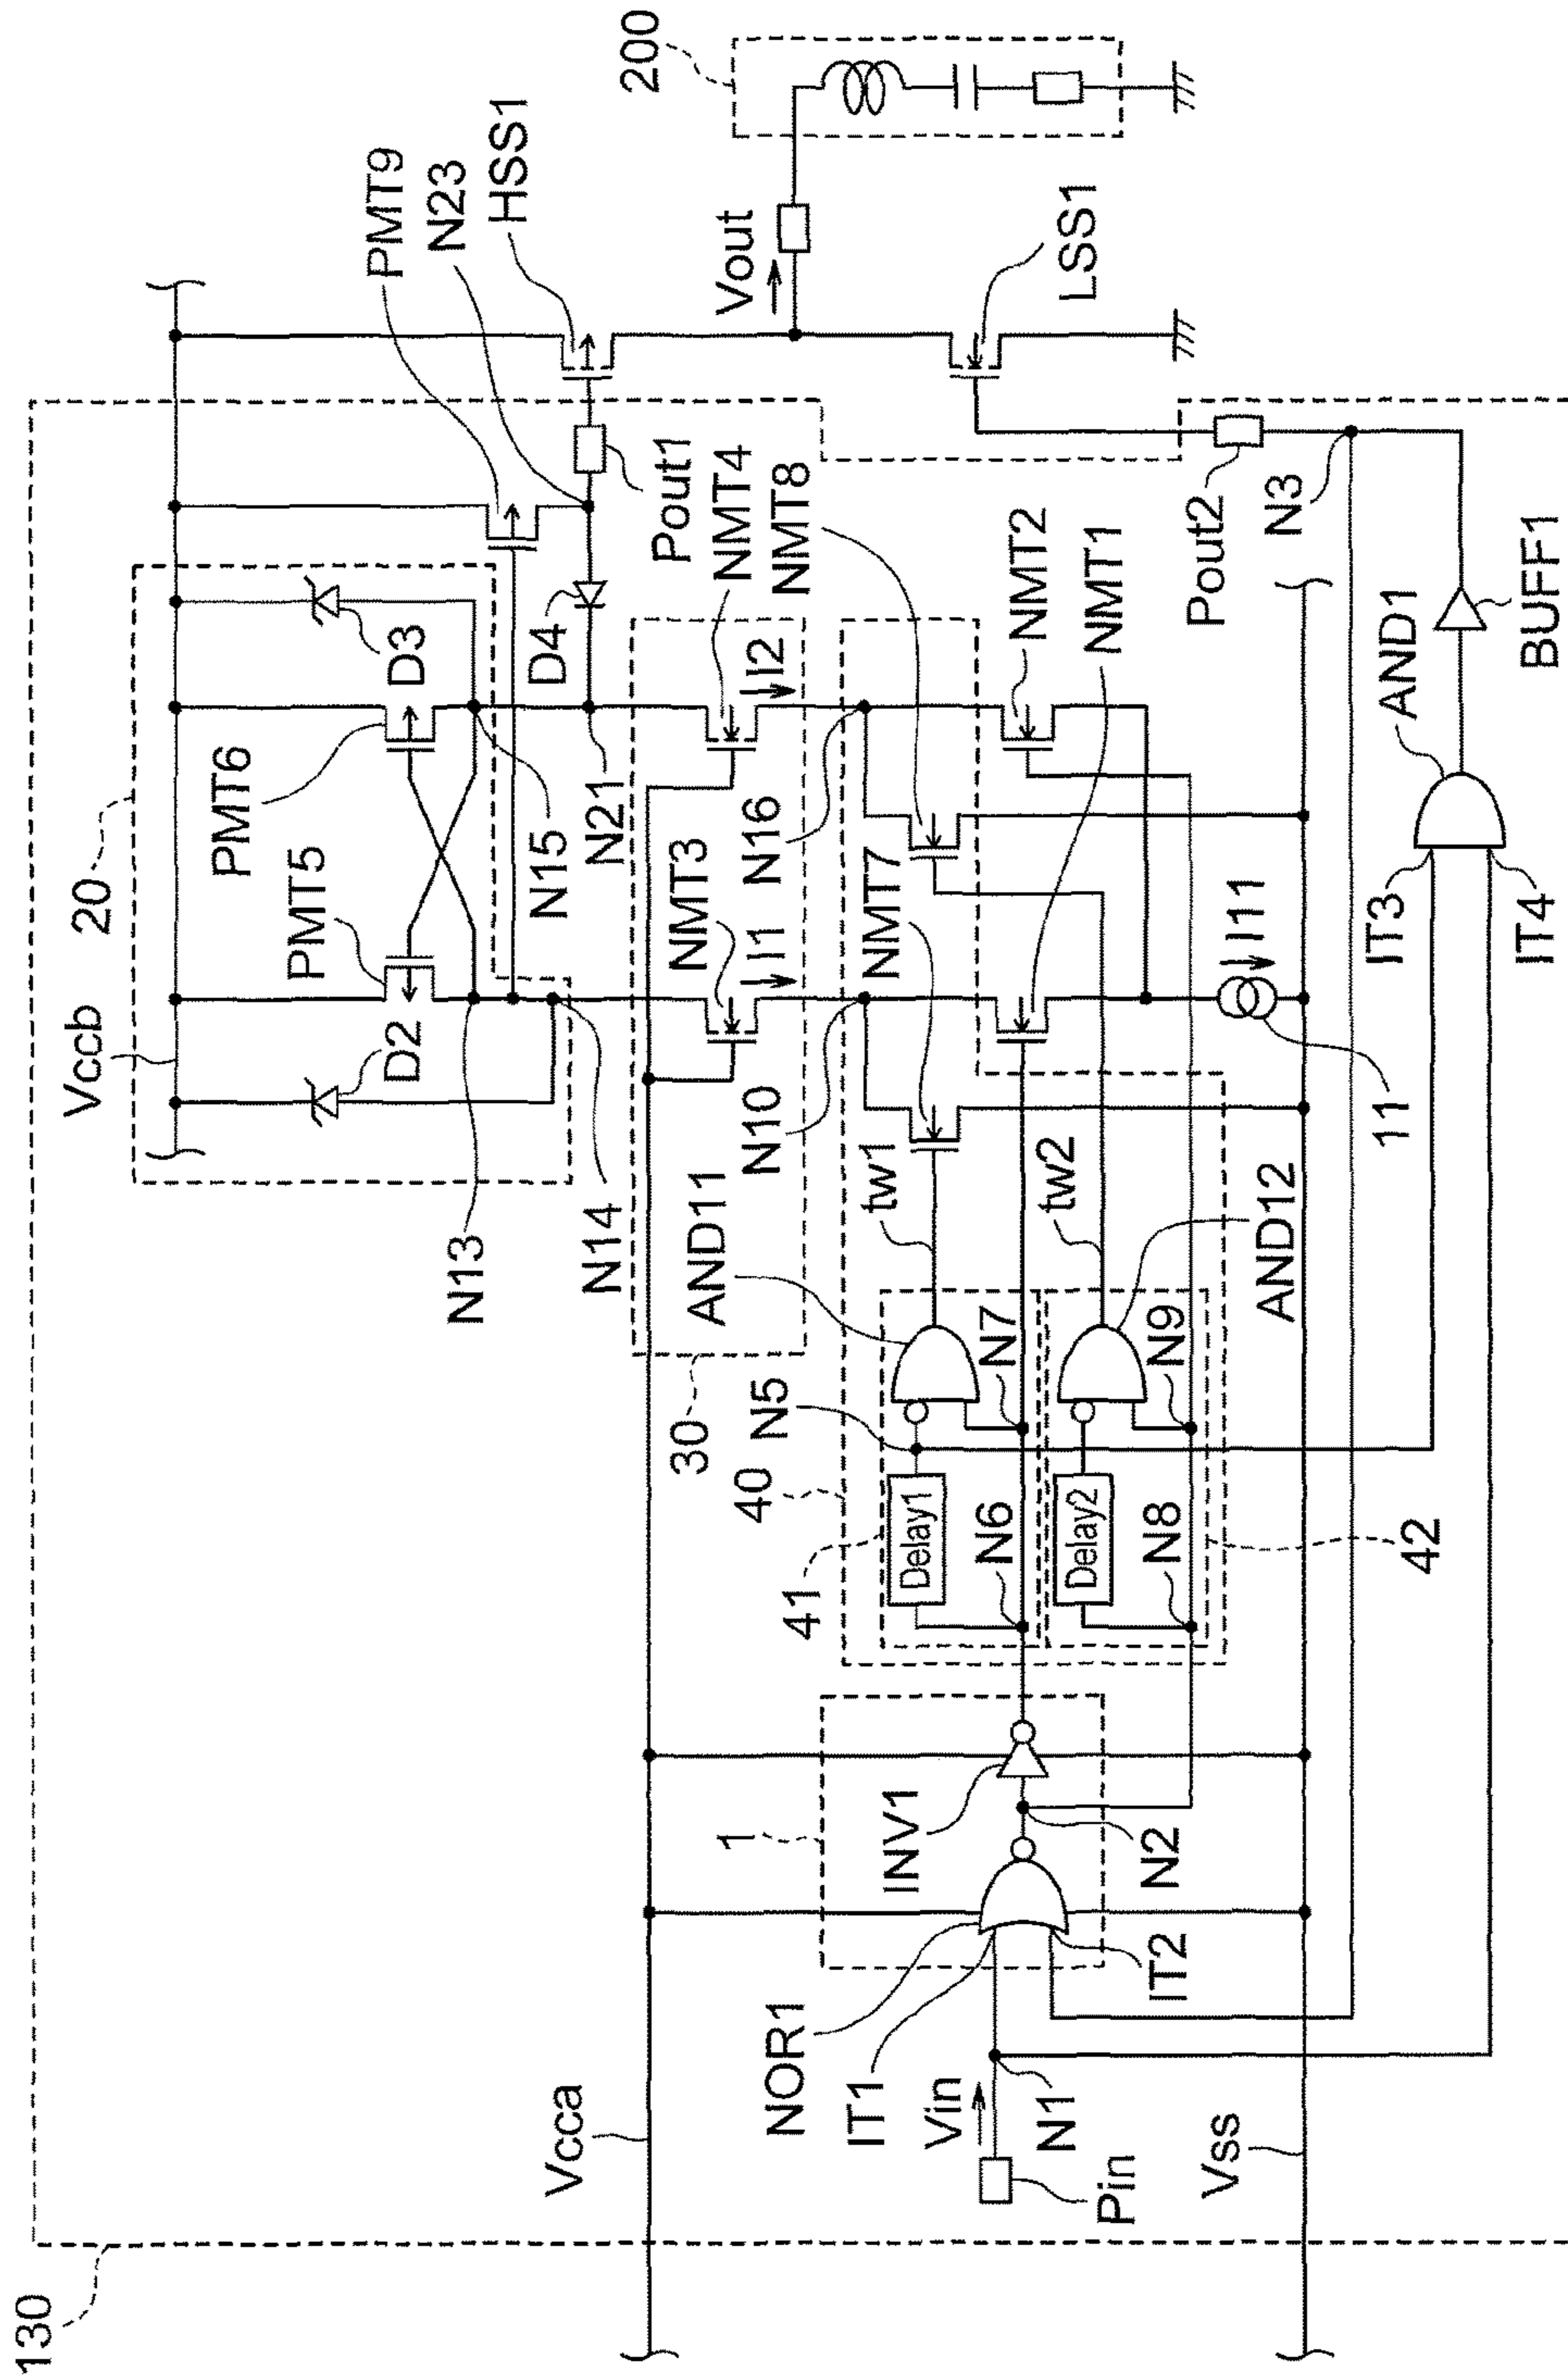 130
Vccb
20
D2
PMT5
PMT6
D3
PMT9
N23
HSS1
200
N13
N14
N15
N21
D4
Pout1
Vout
Vcca
30
AND11
N10
NMT3
I1
N16
NMT4
I2
NMT8
NMT7
NMT2
NMT1
LSS1
1
NOR1
IT1
INV1
N2
IT2
Vin
Pin
N1
40
41
N5
Delay1
N6
N7
tw1
Delay2
N8
N9
tw2
42
AND12
11
I11
Vss
Pout2
N3
IT3
IT4
AND1
BUFF1